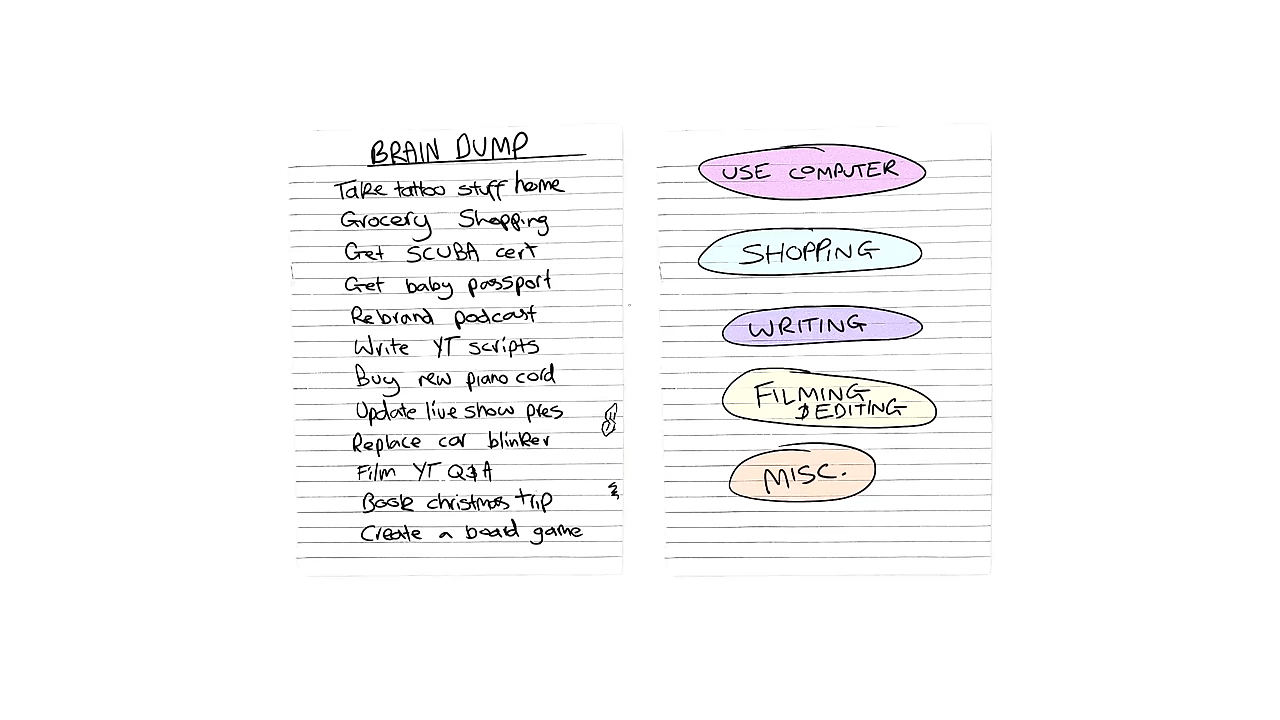 BRAIN DUMP
Take tattoo stuff home
Grocery Shopping
Get SCUBA cert
Get baby passport
Rebrand podcast
Write YT scripts
Buy new piano cord
Update live show pres
Replace car blinker
Film YT Q&A
Book christmas trip
Create a board game
USE COMPUTER
SHOPPING
WRITING
FILMING
& EDITING
MISC.